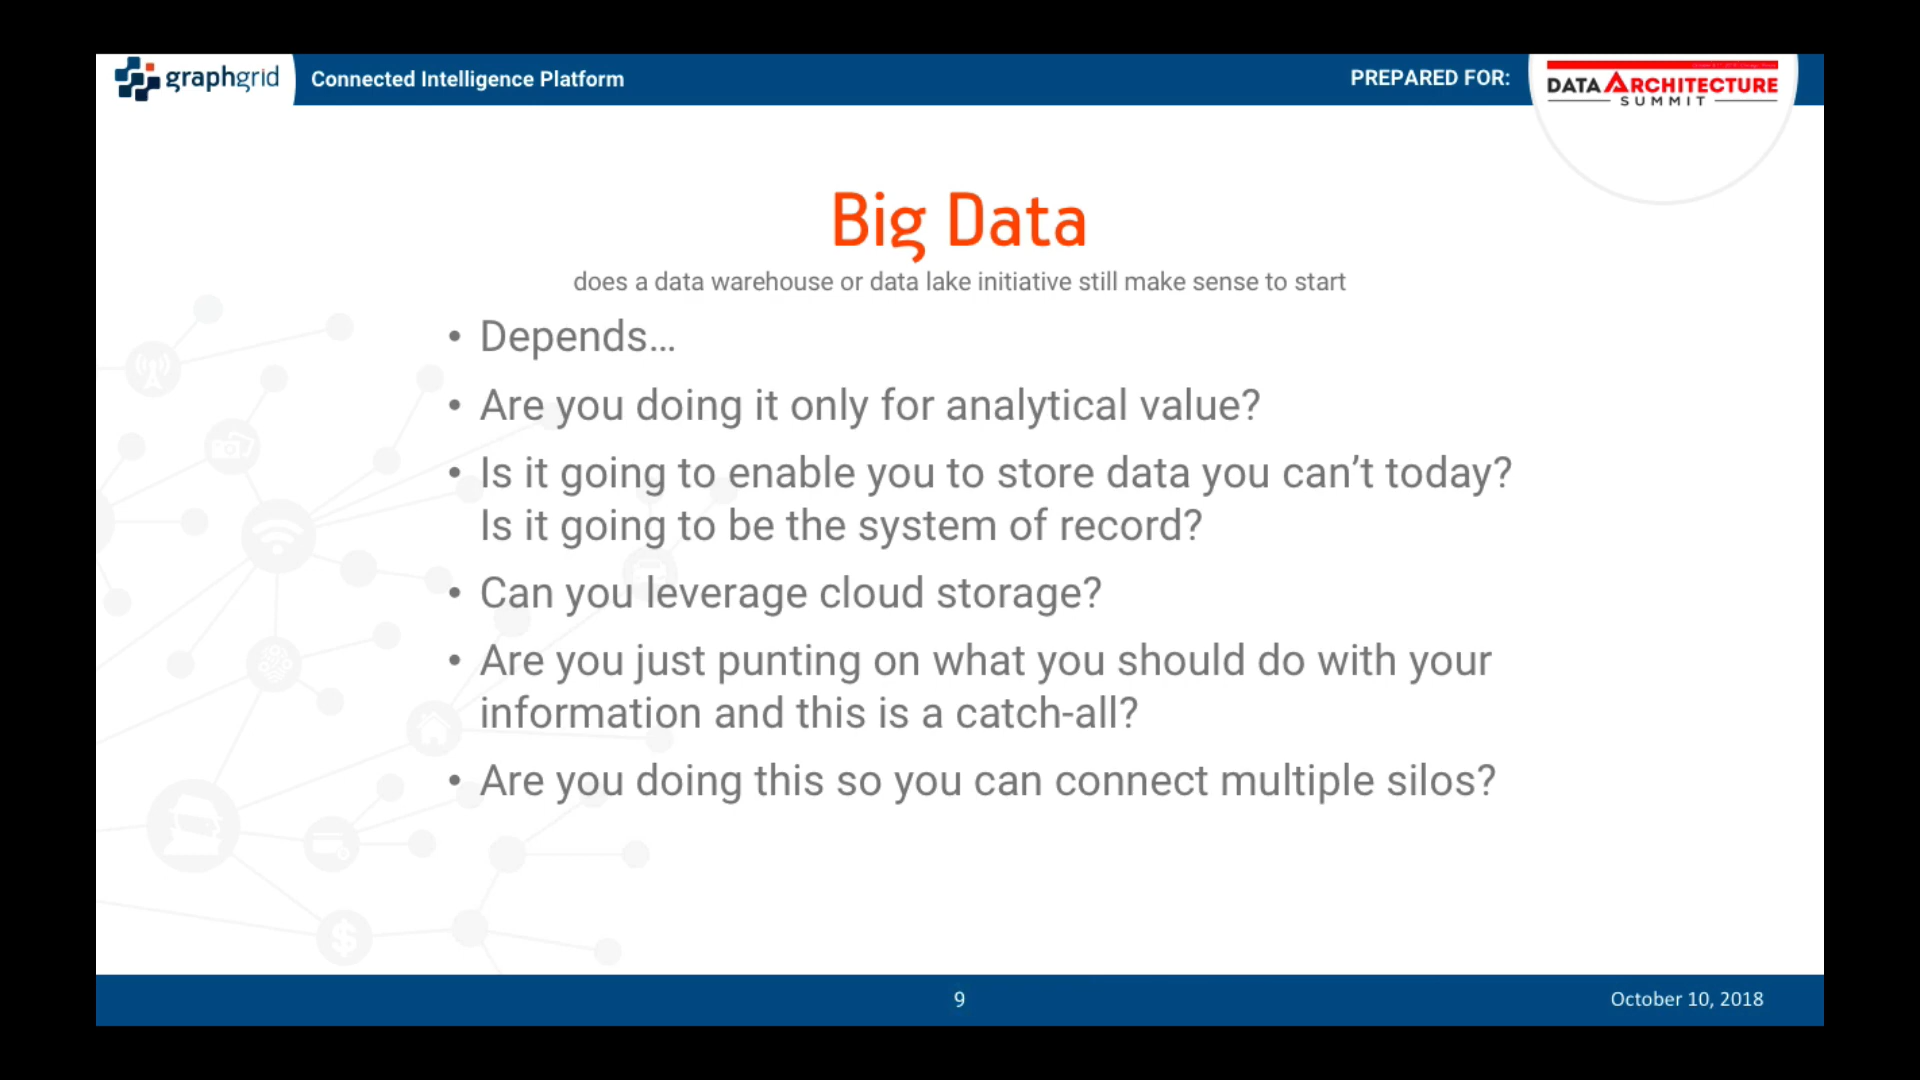 graphgrid
Connected Intelligence Platform
PREPARED FOR:
DATA ARCHITECTURE
SUMMIT
Big Data
does a data warehouse or data lake initiative still make sense to start
• Depends...
• Are you doing it only for analytical value?
• Is it going to enable you to store data you can’t today?
Is it going to be the system of record?
• Can you leverage cloud storage?
• Are you just punting on what you should do with your
information and this is a catch-all?
• Are you doing this so you can connect multiple silos?
9
October 10, 2018